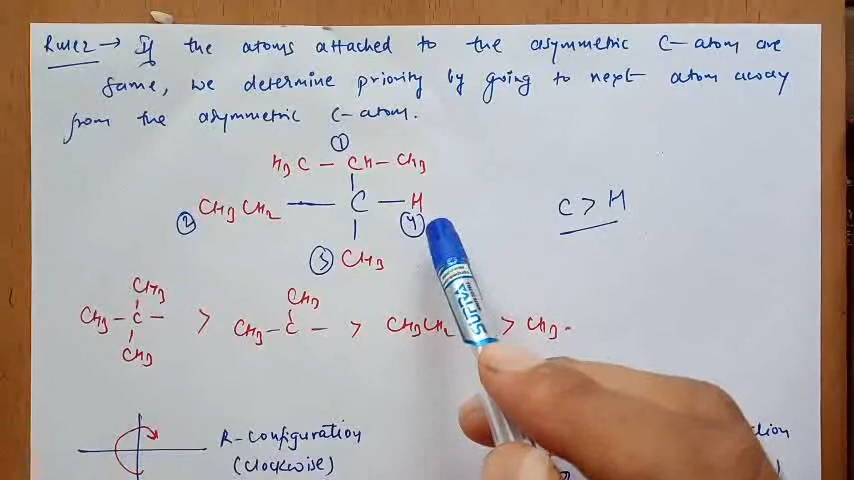 Rule2 → If the atoms attached to the asymmetric C-atom are
same, we determine priority by going to next atom away
from the asymmetric C-atom.
①
H₃C - CH - CH₃
② CH₃CH₂ — C — H
④
③ CH₃
C > H
CH₃
CH₃
CH₃ - C - > CH₃ - C - > CH₃CH₂ > CH₃ -
CH₃
R-configuration
(clockwise)